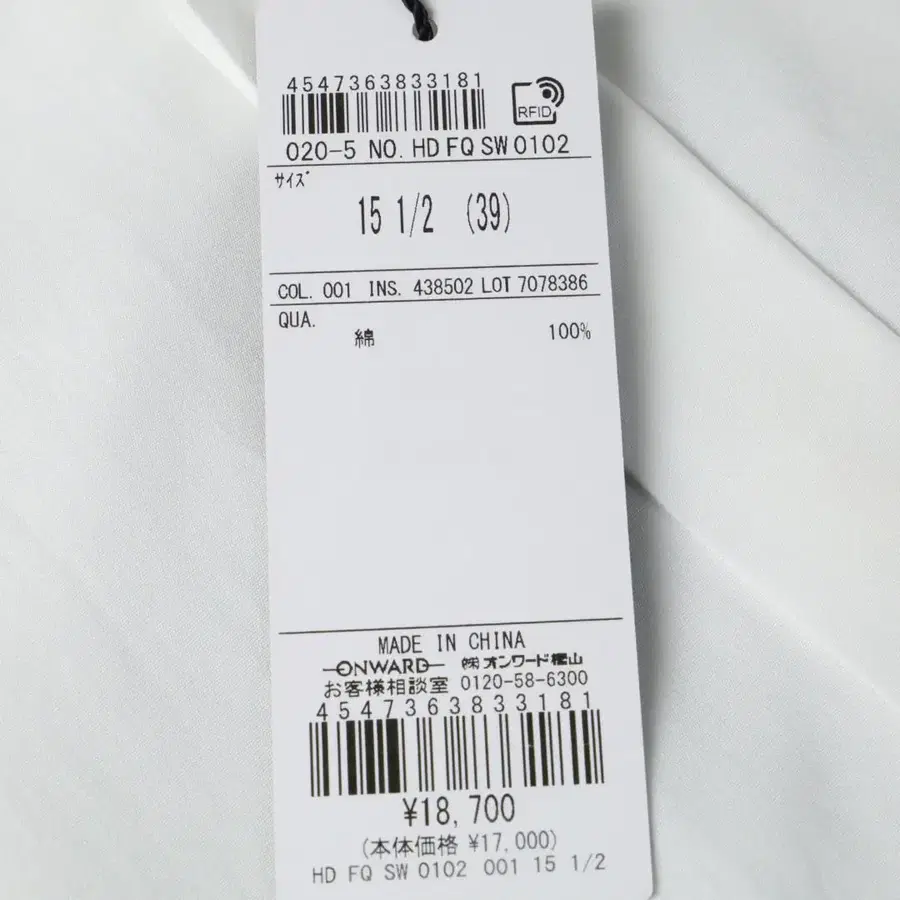 4547363833181
RFID
020-5 NO. HD FQ SW 0102
ｻｲｽﾞ
15 1/2 (39)
COL. 001 INS. 438502 LOT 7078386
QUA.
綿 100%
MADE IN CHINA
ONWARD ㈱オンワード樫山
お客様相談室 0120-58-6300
4547363833181
¥18,700
(本体価格 ¥17,000)
HD FQ SW 0102 001 15 1/2